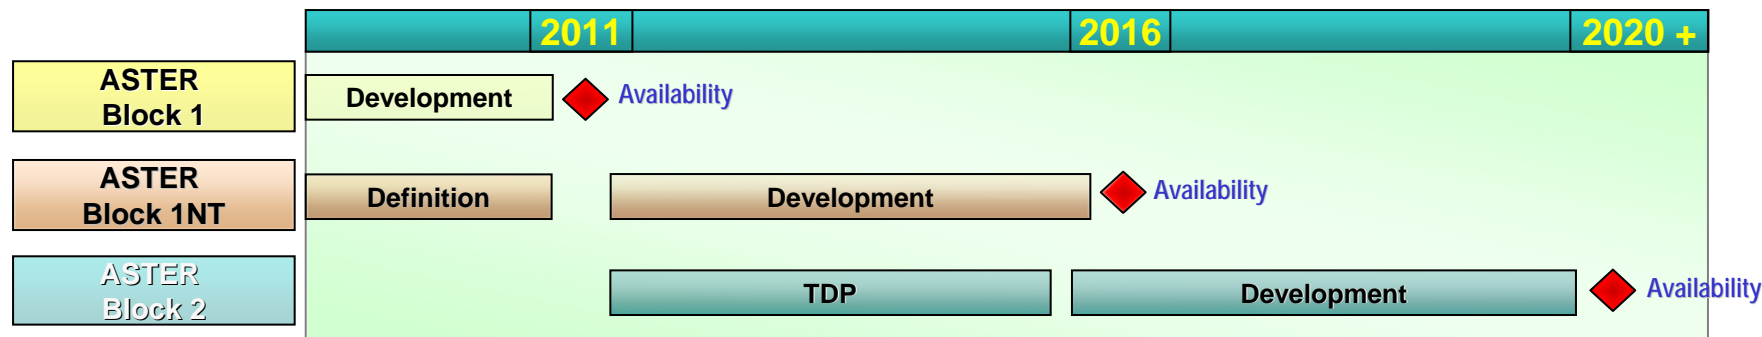 2011 2016 2020 +
ASTER
Block 1
Development
Availability
ASTER
Block 1NT
Definition
Development
Availability
ASTER
Block 2
TDP
Development
Availability